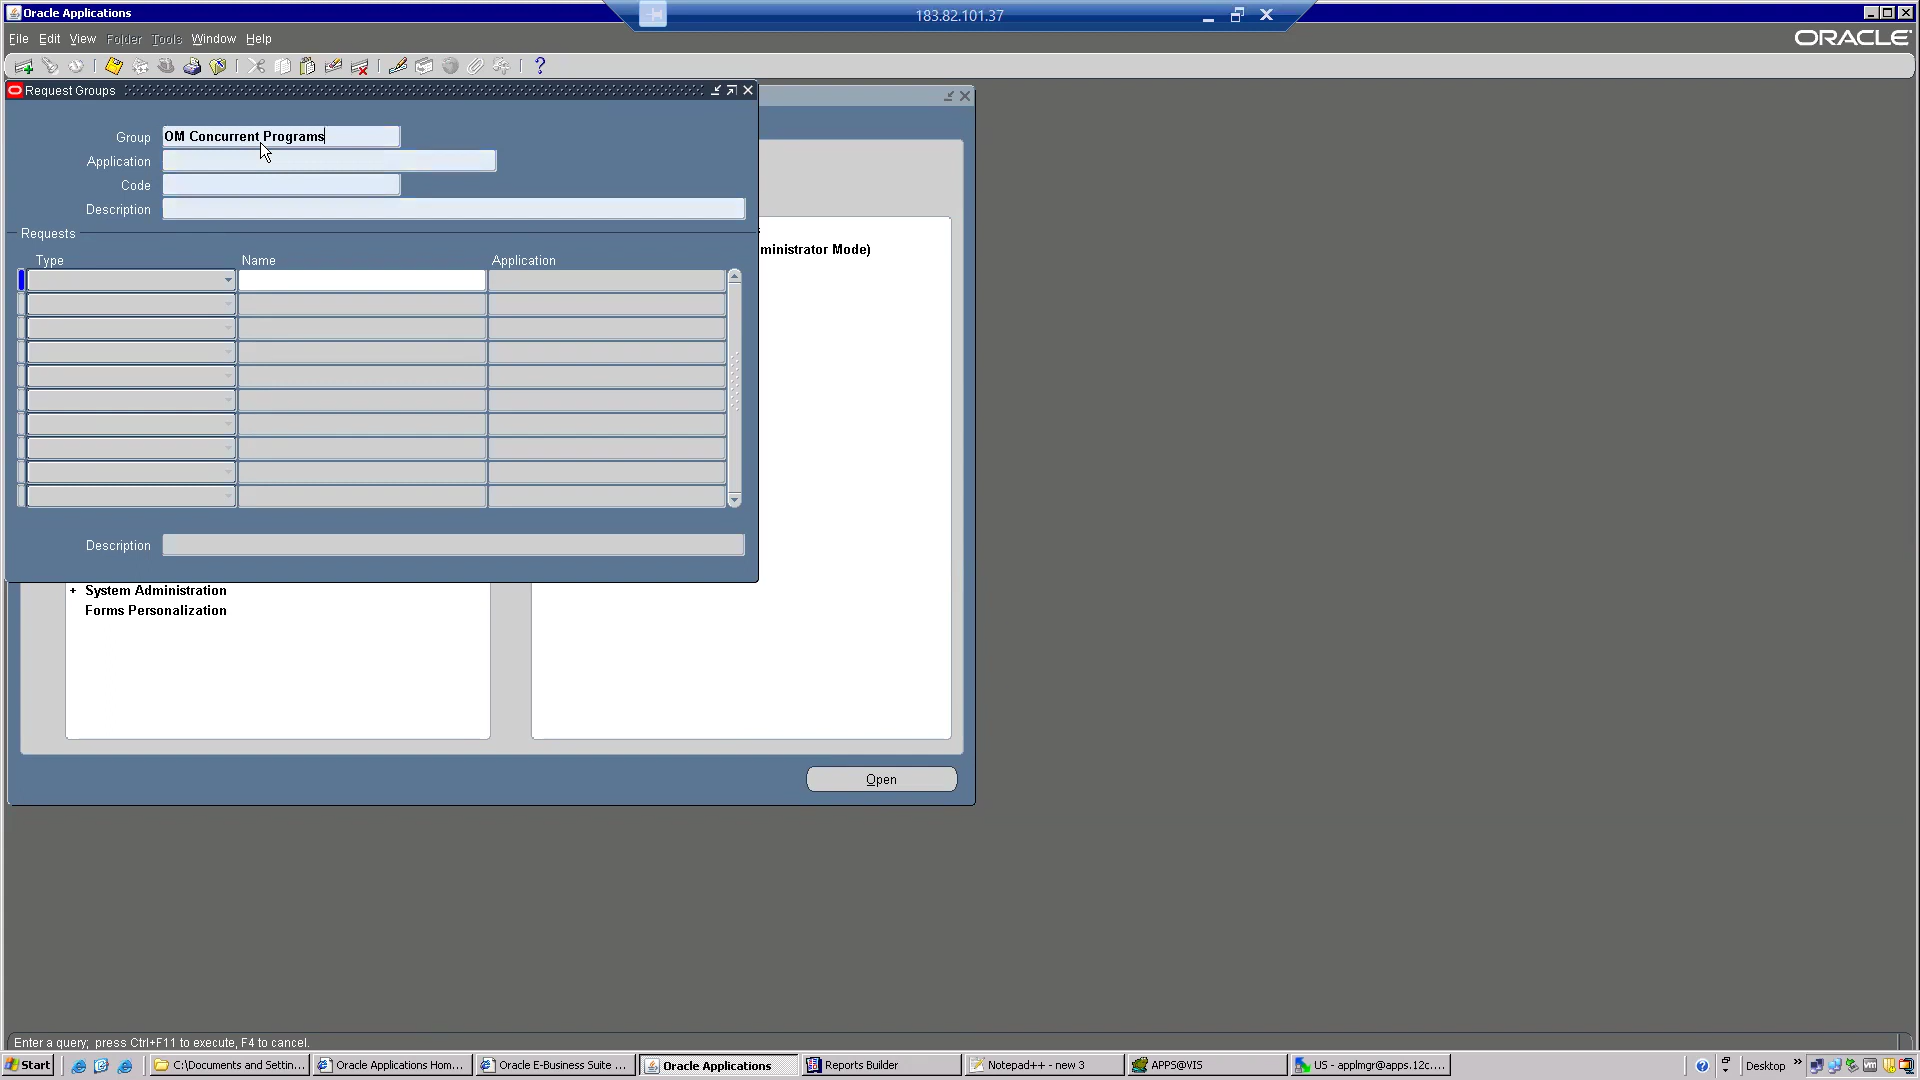 Oracle Applications
183.82.101.37
File Edit View Folder Tools Window Help
ORACLE
Request Groups
Group OM Concurrent Programs
Application
Code
Description
Requests
Type Name Application
ministrator Mode)
Description
+ System Administration
Forms Personalization
Open
Enter a query; press Ctrl+F11 to execute, F4 to cancel.
Start C:\Documents and Settin... Oracle Applications Hom... Oracle E-Business Suite ... Oracle Applications Reports Builder Notepad++ - new 3 APPS@VIS US - applmgr@apps.12c.... Desktop